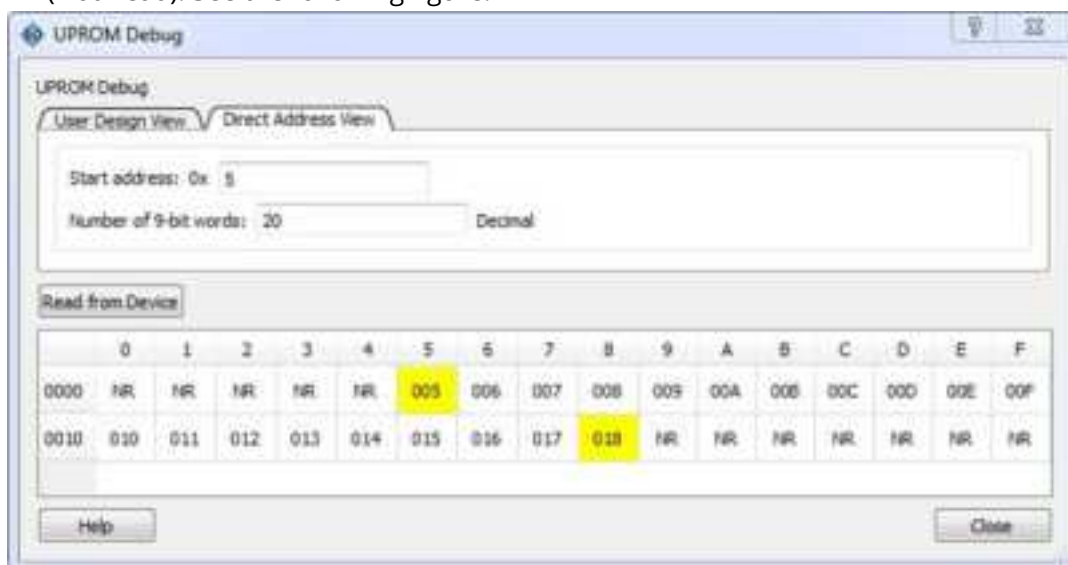 UPROM Debug
UPROM Debug
User Design View Direct Address View
Start address: 0x 5
Number of 9-bit words: 20 Decimal
Read from Device
0 1 2 3 4 5 6 7 8 9 A B C D E F
0000 NR NR NR NR NR 005 006 007 008 009 00A 00B 00C 00D 00E 00F
0010 010 011 012 013 014 015 016 017 018 NR NR NR NR NR NR NR
Help Close